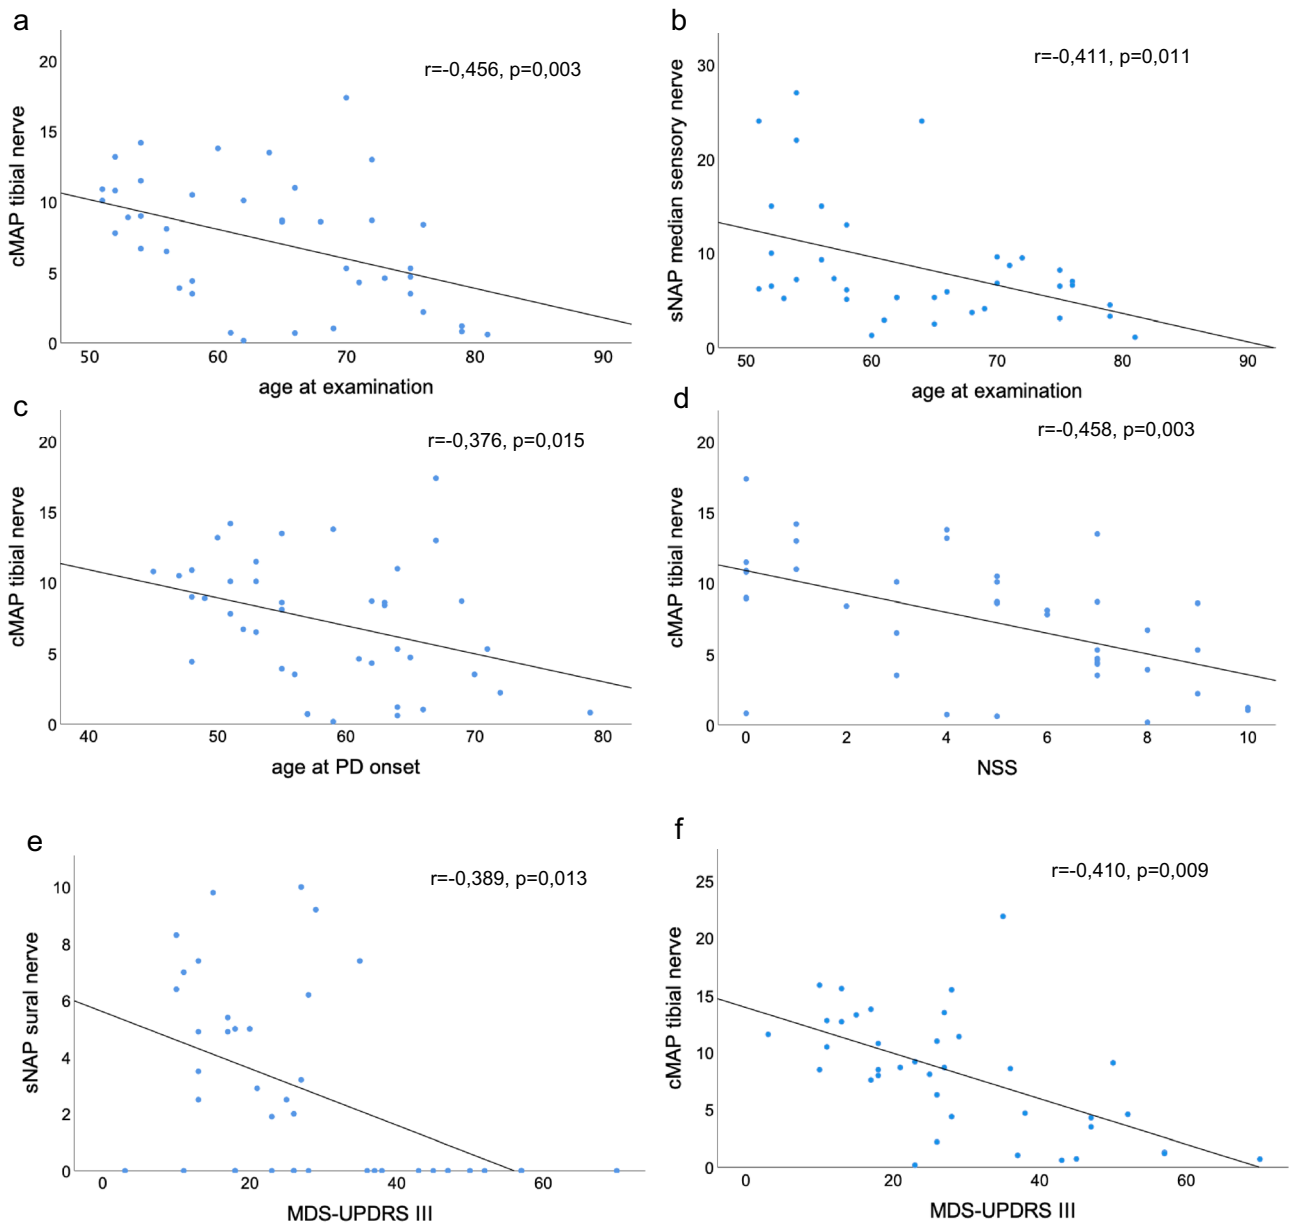 a
r=-0,456, p=0,003
cMAP tibial nerve
20
15
10
5
0
50 60 70 80 90
age at examination
b
r=-0,411, p=0,011
sNAP median sensory nerve
30
20
10
0
50 60 70 80 90
age at examination
c
r=-0,376, p=0,015
cMAP tibial nerve
20
15
10
5
0
40 50 60 70 80
age at PD onset
d
r=-0,458, p=0,003
cMAP tibial nerve
20
15
10
5
0
0 2 4 6 8 10
NSS
e
r=-0,389, p=0,013
sNAP sural nerve
10
8
6
4
2
0
0 20 40 60
MDS-UPDRS III
f
r=-0,410, p=0,009
cMAP tibial nerve
25
20
15
10
5
0
0 20 40 60
MDS-UPDRS III